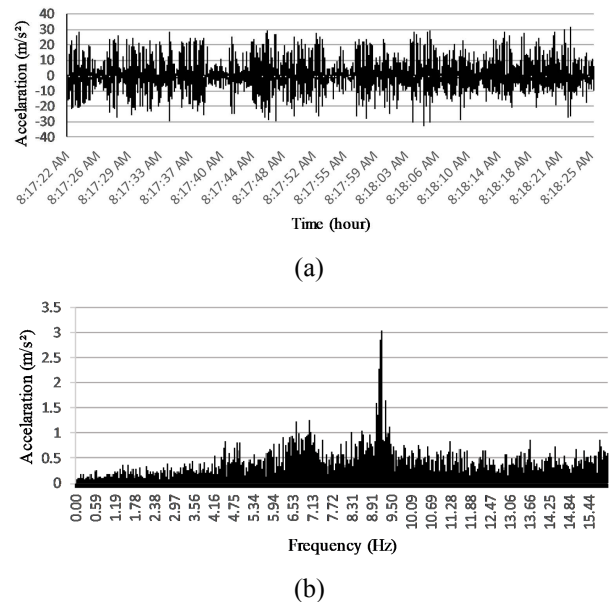 40
30
20
10
0
-10
-20
-30
-40
Accelaration (m/s²)
8:17:22 AM
8:17:26 AM
8:17:29 AM
8:17:33 AM
8:17:37 AM
8:17:40 AM
8:17:44 AM
8:17:48 AM
8:17:52 AM
8:17:55 AM
8:17:59 AM
8:18:03 AM
8:18:06 AM
8:18:10 AM
8:18:14 AM
8:18:18 AM
8:18:21 AM
8:18:25 AM
Time (hour)
(a)
3.5
3
2.5
2
1.5
1
0.5
0
Accelaration (m/s²)
0.00
0.59
1.19
1.78
2.38
2.97
3.56
4.16
4.75
5.34
5.94
6.53
7.13
7.72
8.31
8.91
9.50
10.09
10.69
11.28
11.88
12.47
13.06
13.66
14.25
14.84
15.44
Frequency (Hz)
(b)